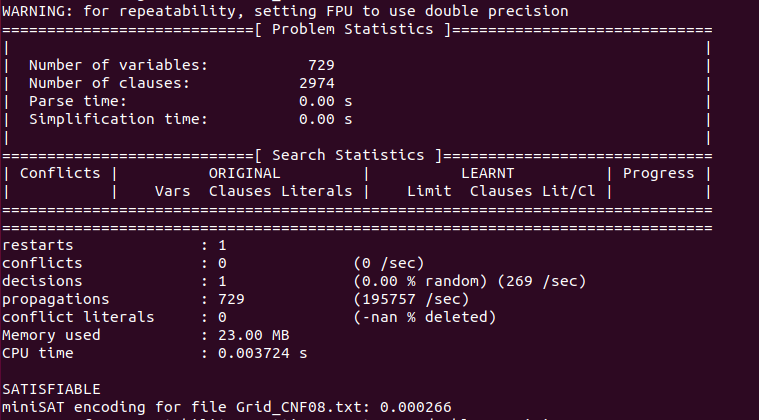 WARNING: for repeatability, setting FPU to use double precision
============================[ Problem Statistics ]=============================
|                                                                             |
|  Number of variables:           729                                         |
|  Number of clauses:            2974                                         |
|  Parse time:                   0.00 s                                       |
|  Simplification time:          0.00 s                                       |
|                                                                             |
============================[ Search Statistics ]==============================
| Conflicts |          ORIGINAL         |          LEARNT          | Progress |
|           |    Vars  Clauses Literals |    Limit  Clauses Lit/Cl |          |
===============================================================================
===============================================================================
restarts              : 1
conflicts             : 0              (0 /sec)
decisions             : 1              (0.00 % random) (269 /sec)
propagations          : 729            (195757 /sec)
conflict literals     : 0              (-nan % deleted)
Memory used           : 23.00 MB
CPU time              : 0.003724 s

SATISFIABLE
miniSAT encoding for file Grid_CNF08.txt: 0.000266